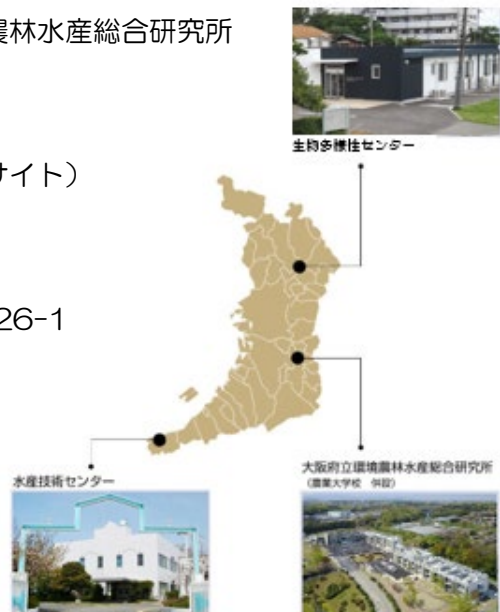 農林水産総合研究所
生物多様性センター
サイト）
26-1
水産技術センター
大阪府立環境農林水産総合研究所
（農業大学校　併設）